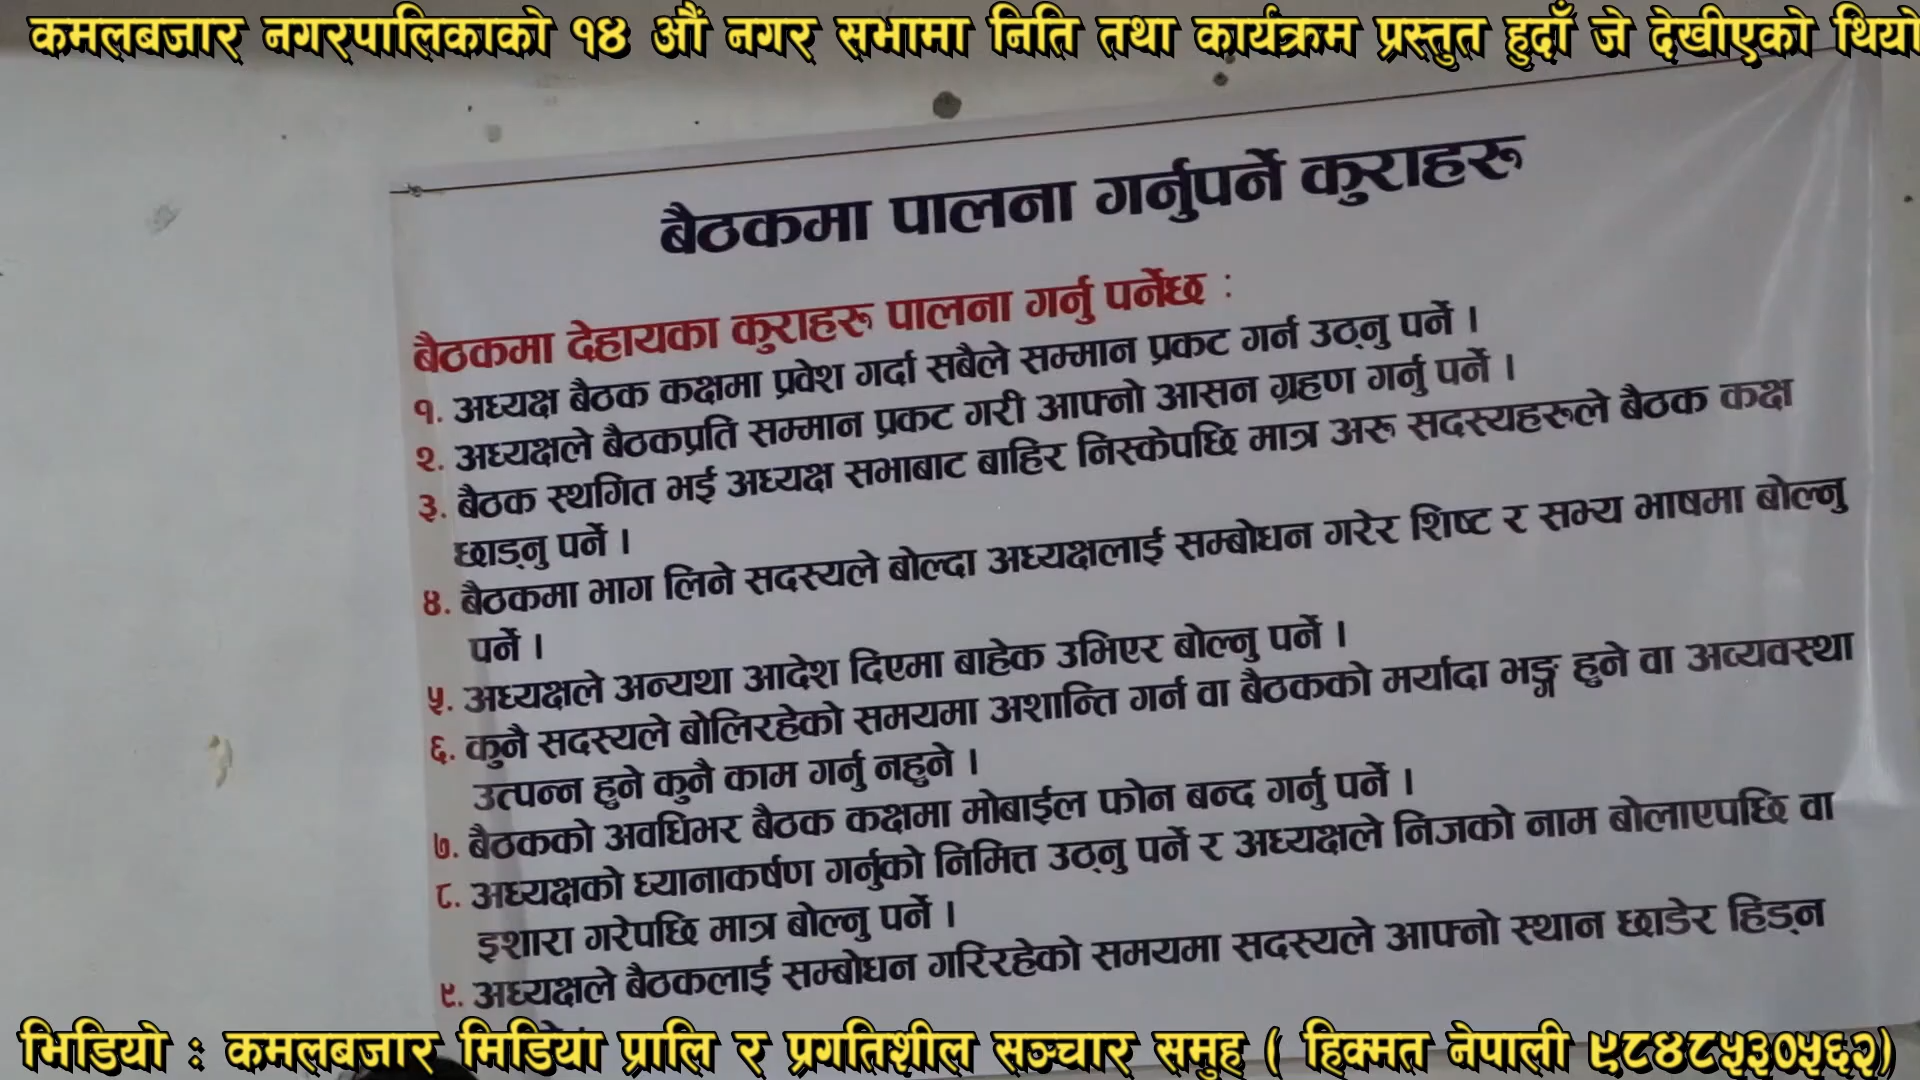 कमलबजार नगरपालिकाको १४ औं नगर सभामा निति तथा कार्यक्रम प्रस्तुत हुदाँ जे देखीएको थियो
बैठकमा पालना गर्नुपर्ने कुराहरु
बैठकमा देहायका कुराहरु पालना गर्नु पर्नेछ :
१. अध्यक्ष बैठक कक्षमा प्रवेश गर्दा सबैले सम्मान प्रकट गर्न उठ्नु पर्ने ।
२. अध्यक्षले बैठकप्रति सम्मान प्रकट गरी आफ्नो आसन ग्रहण गर्नु पर्ने ।
३. बैठक स्थगित भई अध्यक्ष सभाबाट बाहिर निस्केपछि मात्र अरु सदस्यहरुले बैठक कक्ष
छाड्नु पर्ने ।
४. बैठकमा भाग लिने सदस्यले बोल्दा अध्यक्षलाई सम्बोधन गरेर शिष्ट र सभ्य भाषमा बोल्नु
पर्ने ।
५. अध्यक्षले अन्यथा आदेश दिएमा बाहेक उभिएर बोल्नु पर्ने ।
६. कुनै सदस्यले बोलिरहेको समयमा अशान्ति गर्न वा बैठकको मर्यादा भङ्ग हुने वा अव्यवस्था
उत्पन्न हुने कुनै काम गर्नु नहुने ।
७. बैठकको अवधिभर बैठक कक्षमा मोबाईल फोन बन्द गर्नु पर्ने ।
८. अध्यक्षको ध्यानाकर्षण गर्नुको निमित्त उठ्नु पर्ने र अध्यक्षले निजको नाम बोलाएपछि वा
इशारा गरेपछि मात्र बोल्नु पर्ने ।
९. अध्यक्षले बैठकलाई सम्बोधन गरिरहेको समयमा सदस्यले आफ्नो स्थान छाडेर हिड्न
भिडियो : कमलबजार मिडिया प्रालि र प्रगतिशील सञ्चार समुह ( हिक्मत नेपाली ९८४८५३०५६२)